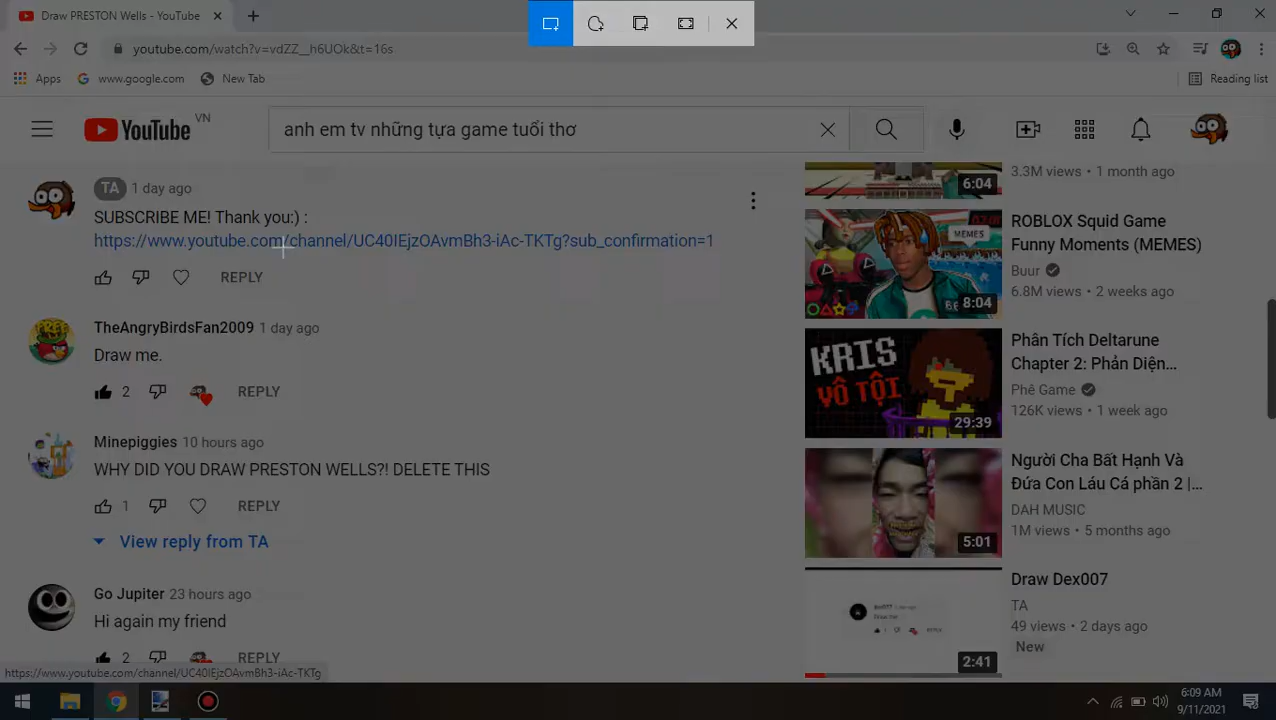 Draw PRESTON Wells - YouTube
youtube.com/watch?v=vdZZ_h6UOk&t=16s
Apps
www.google.com
New Tab
Reading list
YouTube VN
anh em tv những tựa game tuổi thơ
TA 1 day ago
SUBSCRIBE ME! Thank you:) :
https://www.youtube.com/channel/UC40IEjzOAvmBh3-iAc-TKTg?sub_confirmation=1
REPLY
TheAngryBirdsFan2009 1 day ago
Draw me.
2 REPLY
Minepiggies 10 hours ago
WHY DID YOU DRAW PRESTON WELLS?! DELETE THIS
1 REPLY
View reply from TA
Go Jupiter 23 hours ago
Hi again my friend
2 REPLY
https://www.youtube.com/channel/UC40IEjzOAvmBh3-iAc-TKTg
6:04
3.3M views • 1 month ago
MEMES
8:04
ROBLOX Squid Game
Funny Moments (MEMES)
Buur
6.8M views • 2 weeks ago
KRIS
VÔ TỘI
29:39
Phân Tích Deltarune
Chapter 2: Phản Diện...
Phê Game
126K views • 1 week ago
5:01
Người Cha Bất Hạnh Và
Đứa Con Láu Cá phần 2 |...
DAH MUSIC
1M views • 5 months ago
2:41
Draw Dex007
TA
49 views • 2 days ago
New
6:09 AM
9/11/2021